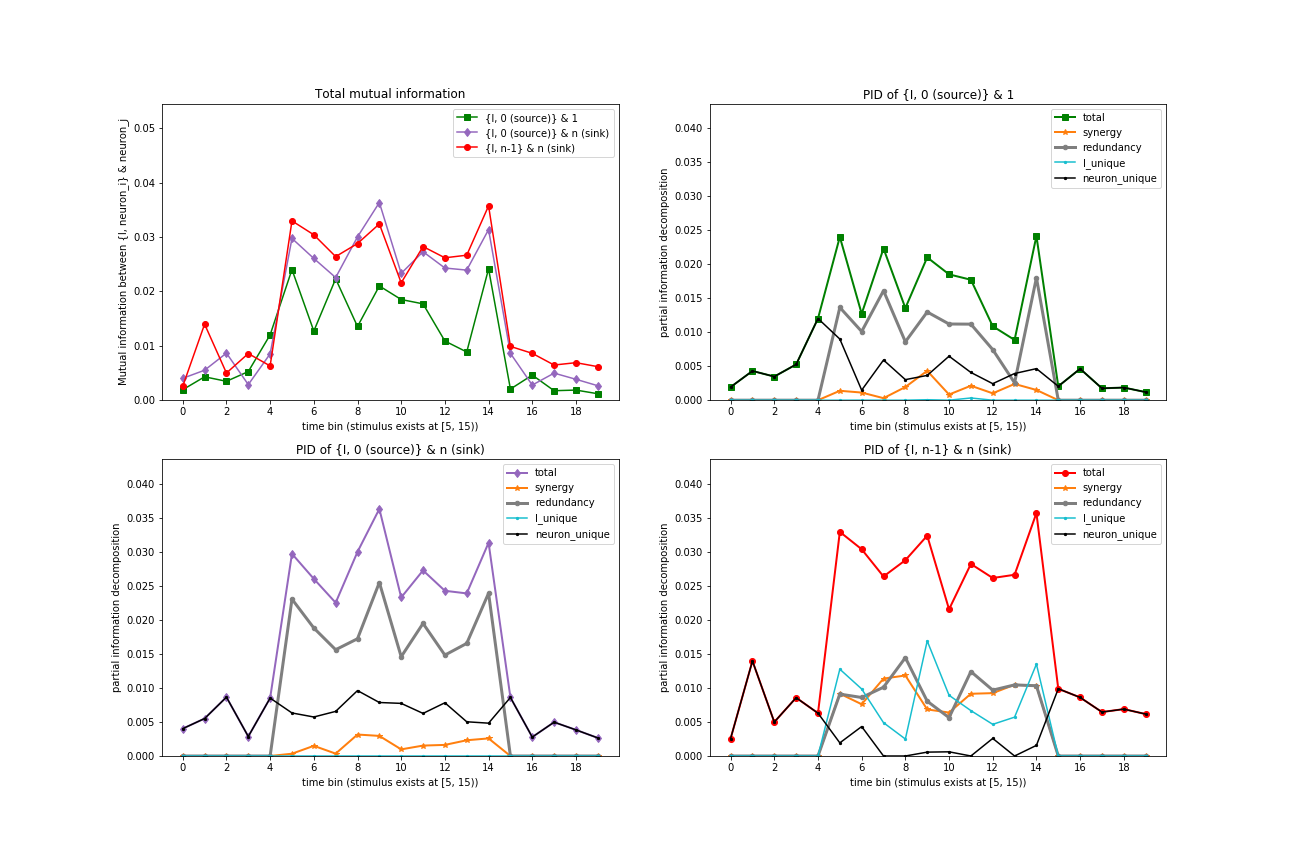 Total mutual information
Mutual information between {I, neuron_i} & neuron_j
0.05
0.04
0.03
0.02
0.01
0.00
{I, 0 (source)} & 1
{I, 0 (source)} & n (sink)
{I, n-1} & n (sink)
0 2 4 6 8 10 12 14 16 18
time bin (stimulus exists at [5, 15))
PID of {I, 0 (source)} & 1
partial information decomposition
0.040
0.035
0.030
0.025
0.020
0.015
0.010
0.005
0.000
total
synergy
redundancy
I_unique
neuron_unique
0 2 4 6 8 10 12 14 16 18
time bin (stimulus exists at [5, 15))
PID of {I, 0 (source)} & n (sink)
partial information decomposition
0.040
0.035
0.030
0.025
0.020
0.015
0.010
0.005
0.000
total
synergy
redundancy
I_unique
neuron_unique
0 2 4 6 8 10 12 14 16 18
time bin (stimulus exists at [5, 15))
PID of {I, n-1} & n (sink)
partial information decomposition
0.040
0.035
0.030
0.025
0.020
0.015
0.010
0.005
0.000
total
synergy
redundancy
I_unique
neuron_unique
0 2 4 6 8 10 12 14 16 18
time bin (stimulus exists at [5, 15))